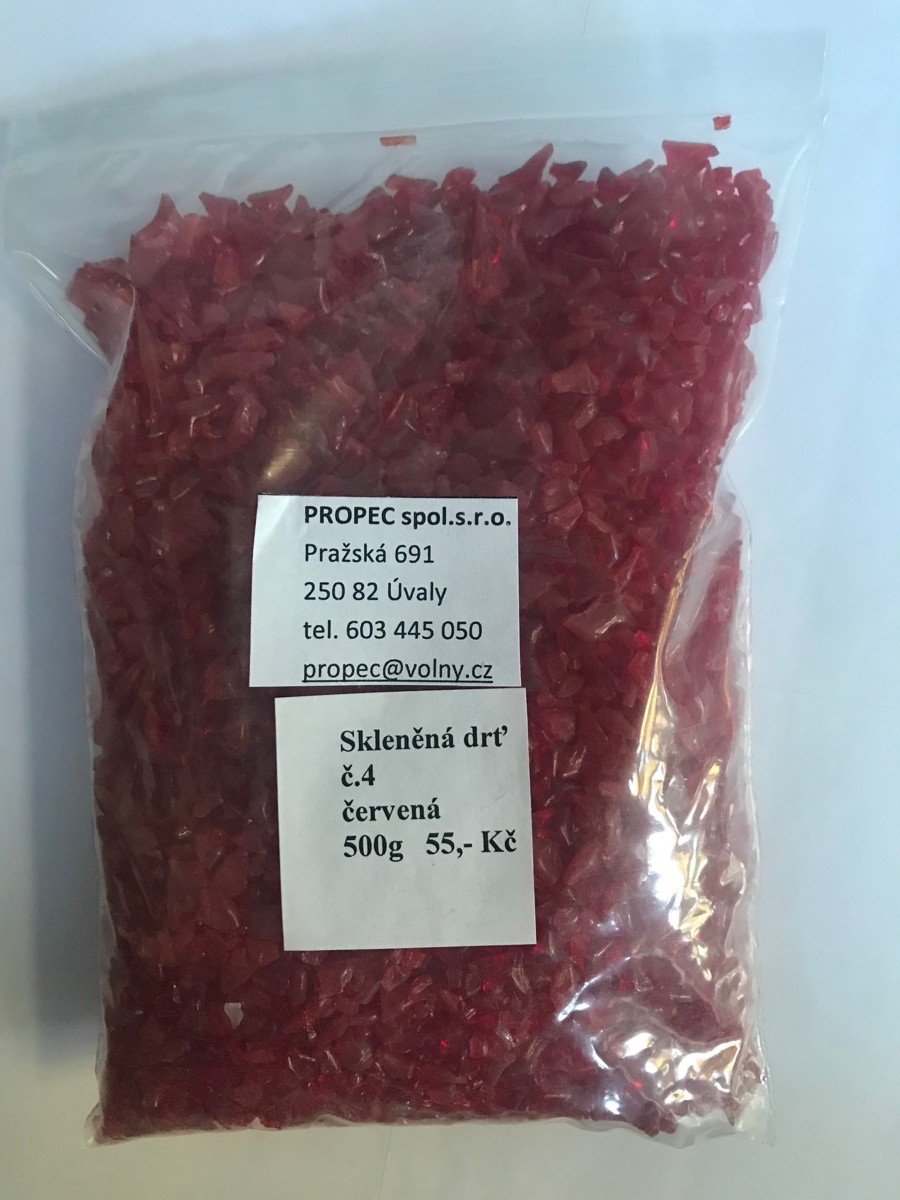 PROPEC spol.s.r.o.
Pražská 691
250 82 Úvaly
tel. 603 445 050
propec@volny.cz
Skleněná drť
č.4
červená
500g 55,- Kč